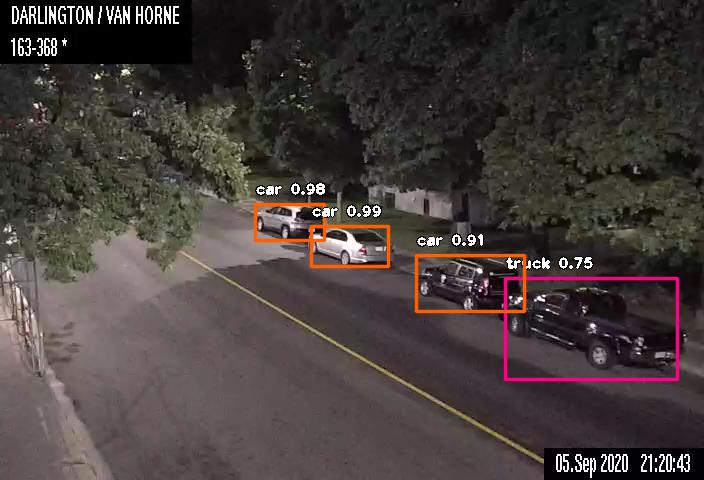 DARLINGTON / VAN HORNE
163-368 *
car 0.98
car 0.99
car 0.91
truck 0.75
05.Sep 2020 21:20:43